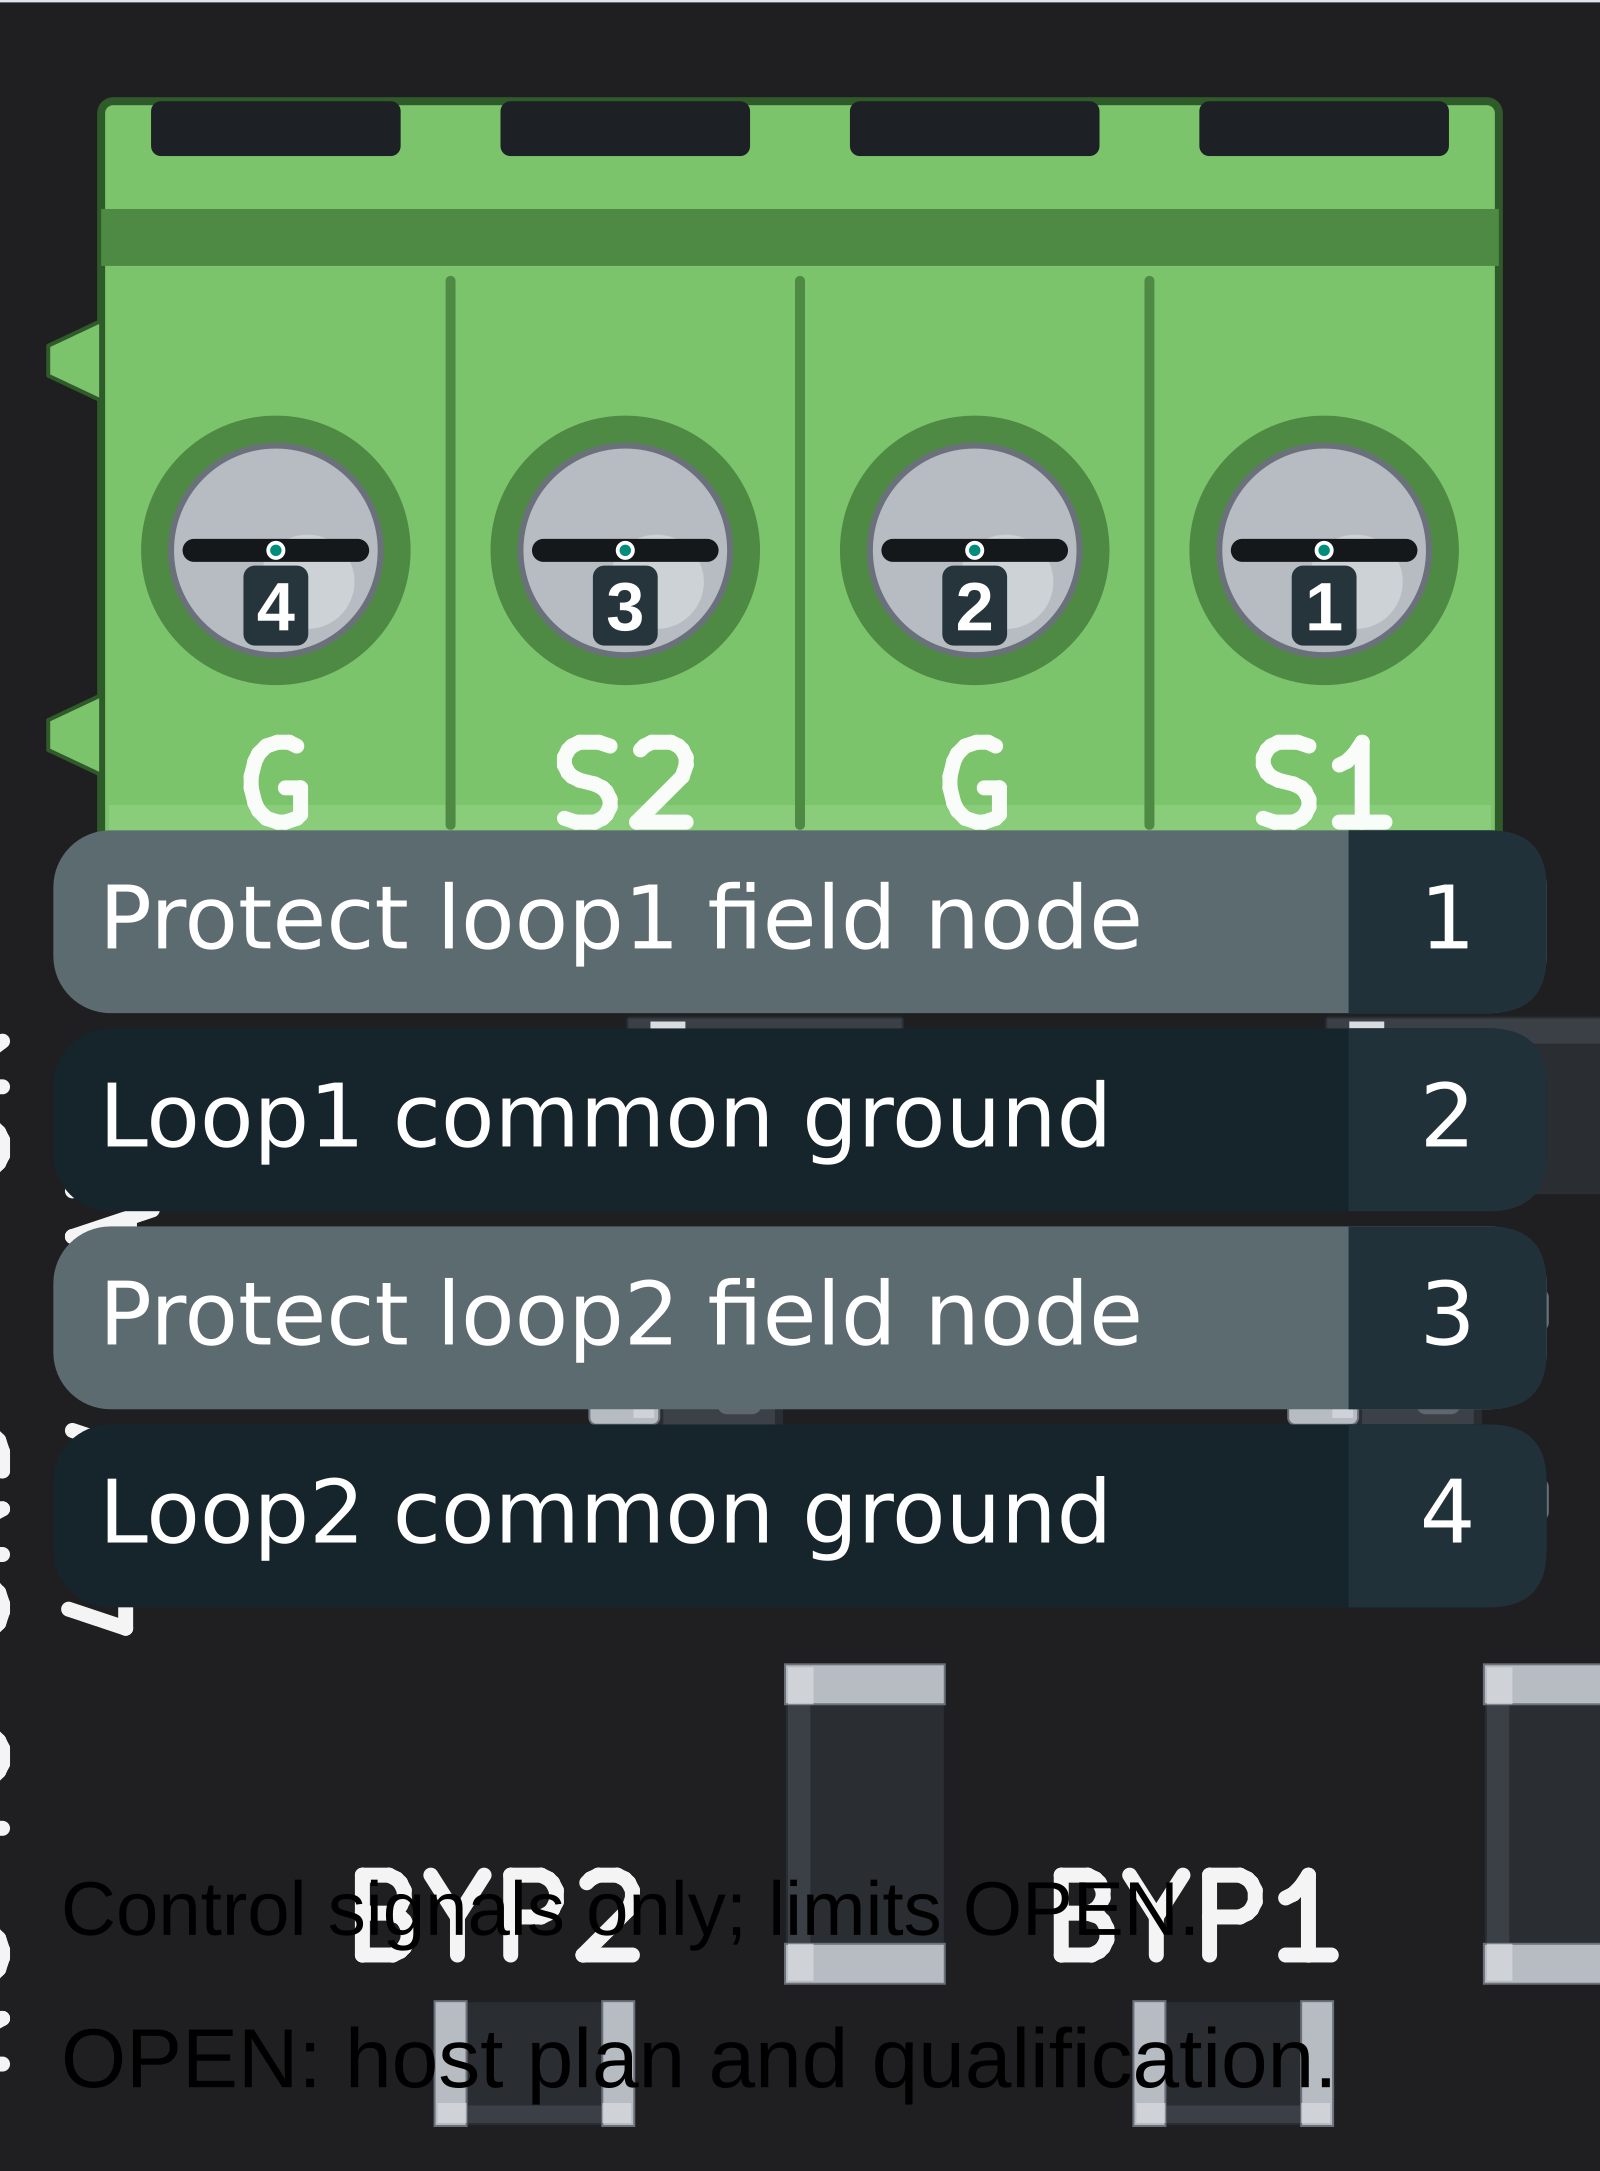 4 3 2 1
G S2 G S1
Protect loop1 field node 1
Loop1 common ground 2
Protect loop2 field node 3
Loop2 common ground 4
BYP2 BYP1
Control signals only; limits OPEN.
OPEN: host plan and qualification.